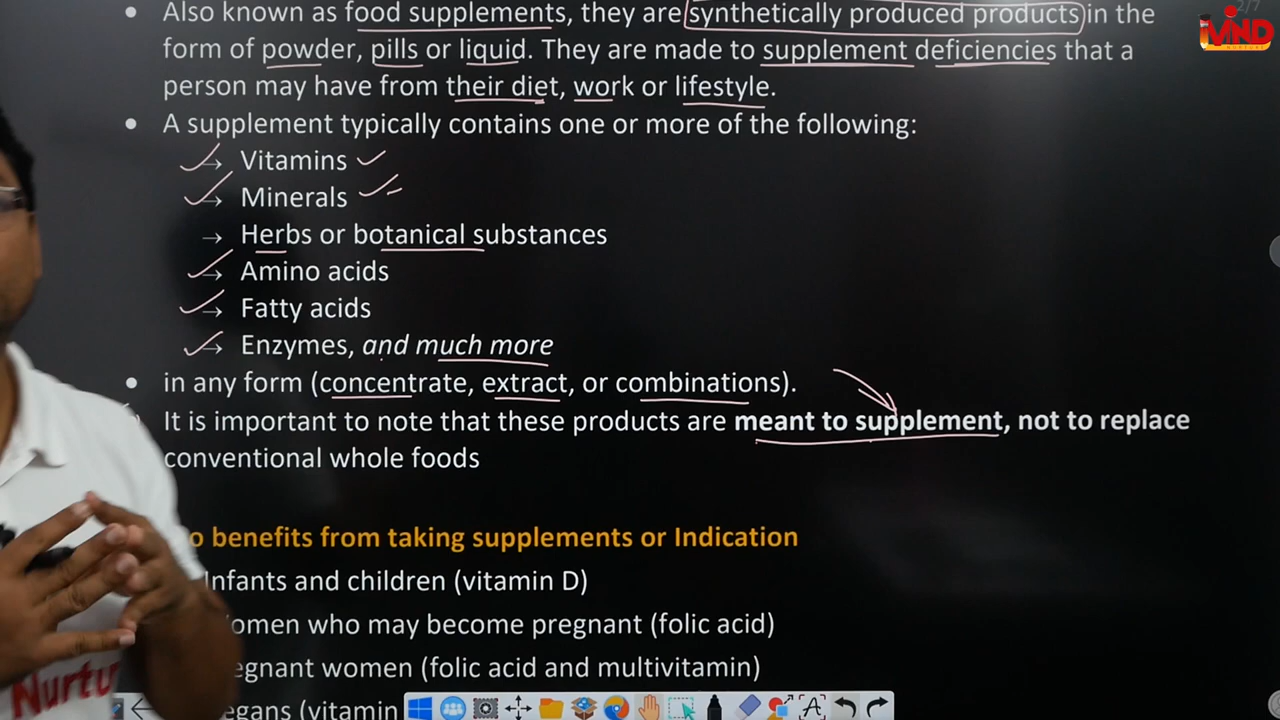 2/7
iVIND
NURTURE
Also known as food supplements, they are synthetically produced products in the
form of powder, pills or liquid. They are made to supplement deficiencies that a
person may have from their diet, work or lifestyle.
A supplement typically contains one or more of the following:
→ Vitamins
→ Minerals
→ Herbs or botanical substances
→ Amino acids
→ Fatty acids
→ Enzymes, and much more
in any form (concentrate, extract, or combinations).
It is important to note that these products are meant to supplement, not to replace
conventional whole foods
o benefits from taking supplements or Indication
Infants and children (vitamin D)
omen who may become pregnant (folic acid)
egnant women (folic acid and multivitamin)
egans (vitamin
Nurtur